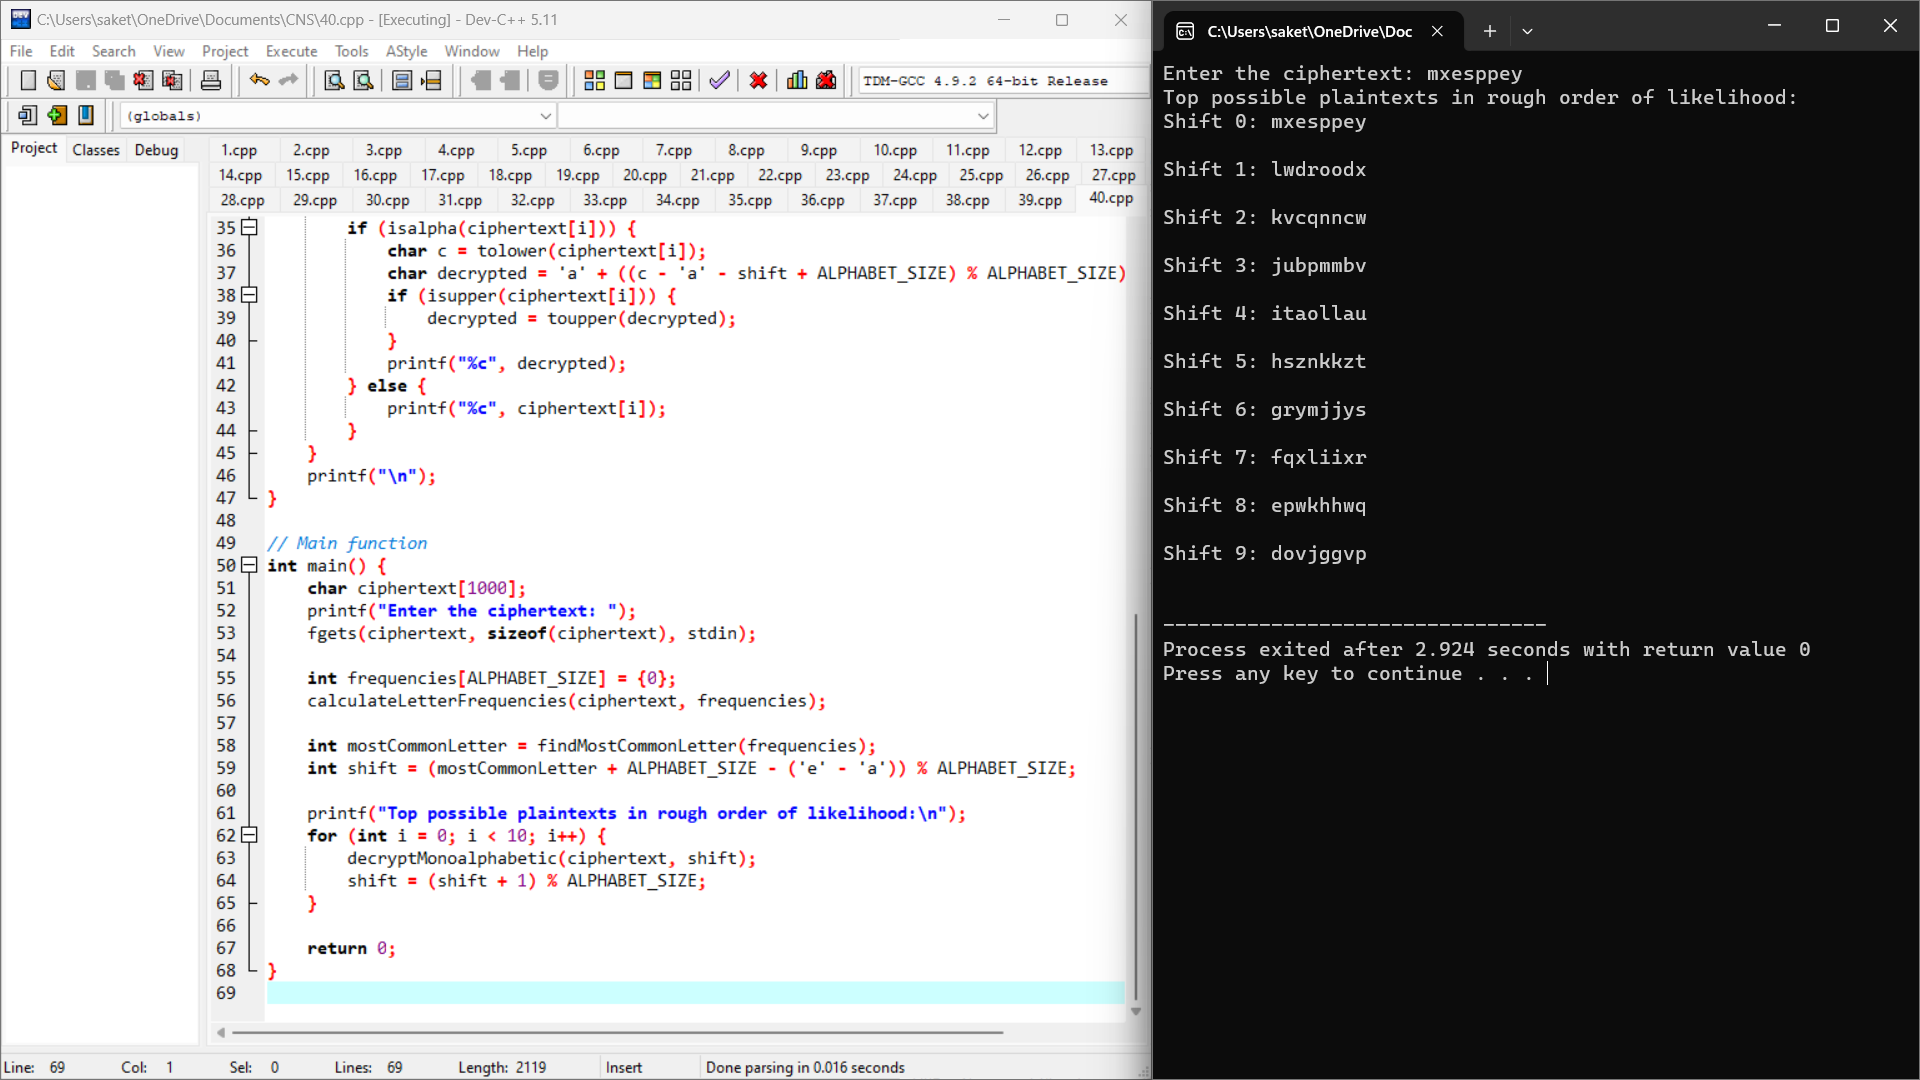 C:\Users\saket\OneDrive\Documents\CNS\40.cpp - [Executing] - Dev-C++ 5.11
File Edit Search View Project Execute Tools AStyle Window Help
TDM-GCC 4.9.2 64-bit Release
(globals)
Project Classes Debug
1.cpp 2.cpp 3.cpp 4.cpp 5.cpp 6.cpp 7.cpp 8.cpp 9.cpp 10.cpp 11.cpp 12.cpp 13.cpp
14.cpp 15.cpp 16.cpp 17.cpp 18.cpp 19.cpp 20.cpp 21.cpp 22.cpp 23.cpp 24.cpp 25.cpp 26.cpp 27.cpp
28.cpp 29.cpp 30.cpp 31.cpp 32.cpp 33.cpp 34.cpp 35.cpp 36.cpp 37.cpp 38.cpp 39.cpp 40.cpp
35 if (isalpha(ciphertext[i])) {
36 char c = tolower(ciphertext[i]);
37 char decrypted = 'a' + ((c - 'a' - shift + ALPHABET_SIZE) % ALPHABET_SIZE)
38 if (isupper(ciphertext[i])) {
39 decrypted = toupper(decrypted);
40 }
41 printf("%c", decrypted);
42 } else {
43 printf("%c", ciphertext[i]);
44 }
45 }
46 printf("\n");
47 }
48
49 // Main function
50 int main() {
51 char ciphertext[1000];
52 printf("Enter the ciphertext: ");
53 fgets(ciphertext, sizeof(ciphertext), stdin);
54
55 int frequencies[ALPHABET_SIZE] = {0};
56 calculateLetterFrequencies(ciphertext, frequencies);
57
58 int mostCommonLetter = findMostCommonLetter(frequencies);
59 int shift = (mostCommonLetter + ALPHABET_SIZE - ('e' - 'a')) % ALPHABET_SIZE;
60
61 printf("Top possible plaintexts in rough order of likelihood:\n");
62 for (int i = 0; i < 10; i++) {
63 decryptMonoalphabetic(ciphertext, shift);
64 shift = (shift + 1) % ALPHABET_SIZE;
65 }
66
67 return 0;
68 }
69
Line: 69 Col: 1 Sel: 0 Lines: 69 Length: 2119 Insert Done parsing in 0.016 seconds
C:\Users\saket\OneDrive\Doc
Enter the ciphertext: mxesppey
Top possible plaintexts in rough order of likelihood:
Shift 0: mxesppey
Shift 1: lwdroodx
Shift 2: kvcqnncw
Shift 3: jubpmmbv
Shift 4: itaollau
Shift 5: hsznkkzt
Shift 6: grymjjys
Shift 7: fqxliixr
Shift 8: epwkhhwq
Shift 9: dovjggvp
--------------------------------
Process exited after 2.924 seconds with return value 0
Press any key to continue . . .